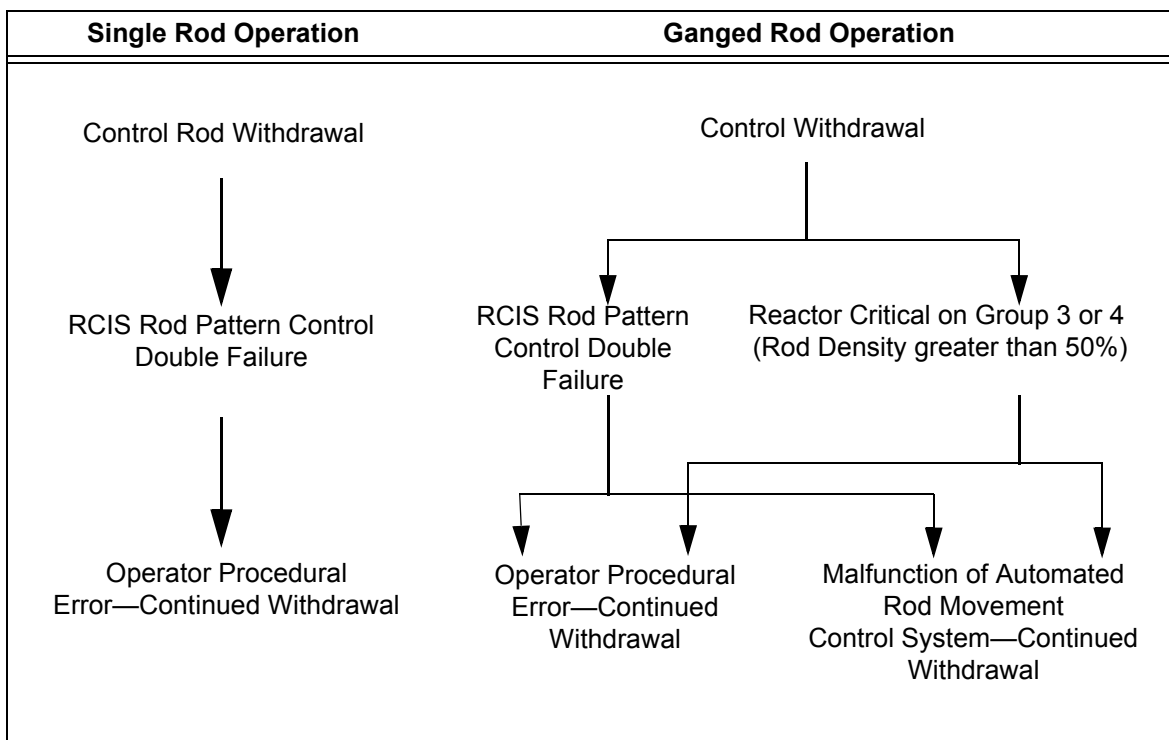 Single Rod Operation
Ganged Rod Operation
Control Rod Withdrawal
RCIS Rod Pattern Control
Double Failure
Operator Procedural
Error—Continued Withdrawal
Control Withdrawal
RCIS Rod Pattern
Control Double
Failure
Reactor Critical on Group 3 or 4
(Rod Density greater than 50%)
Operator Procedural
Error—Continued
Withdrawal
Malfunction of Automated
Rod Movement
Control System—Continued
Withdrawal